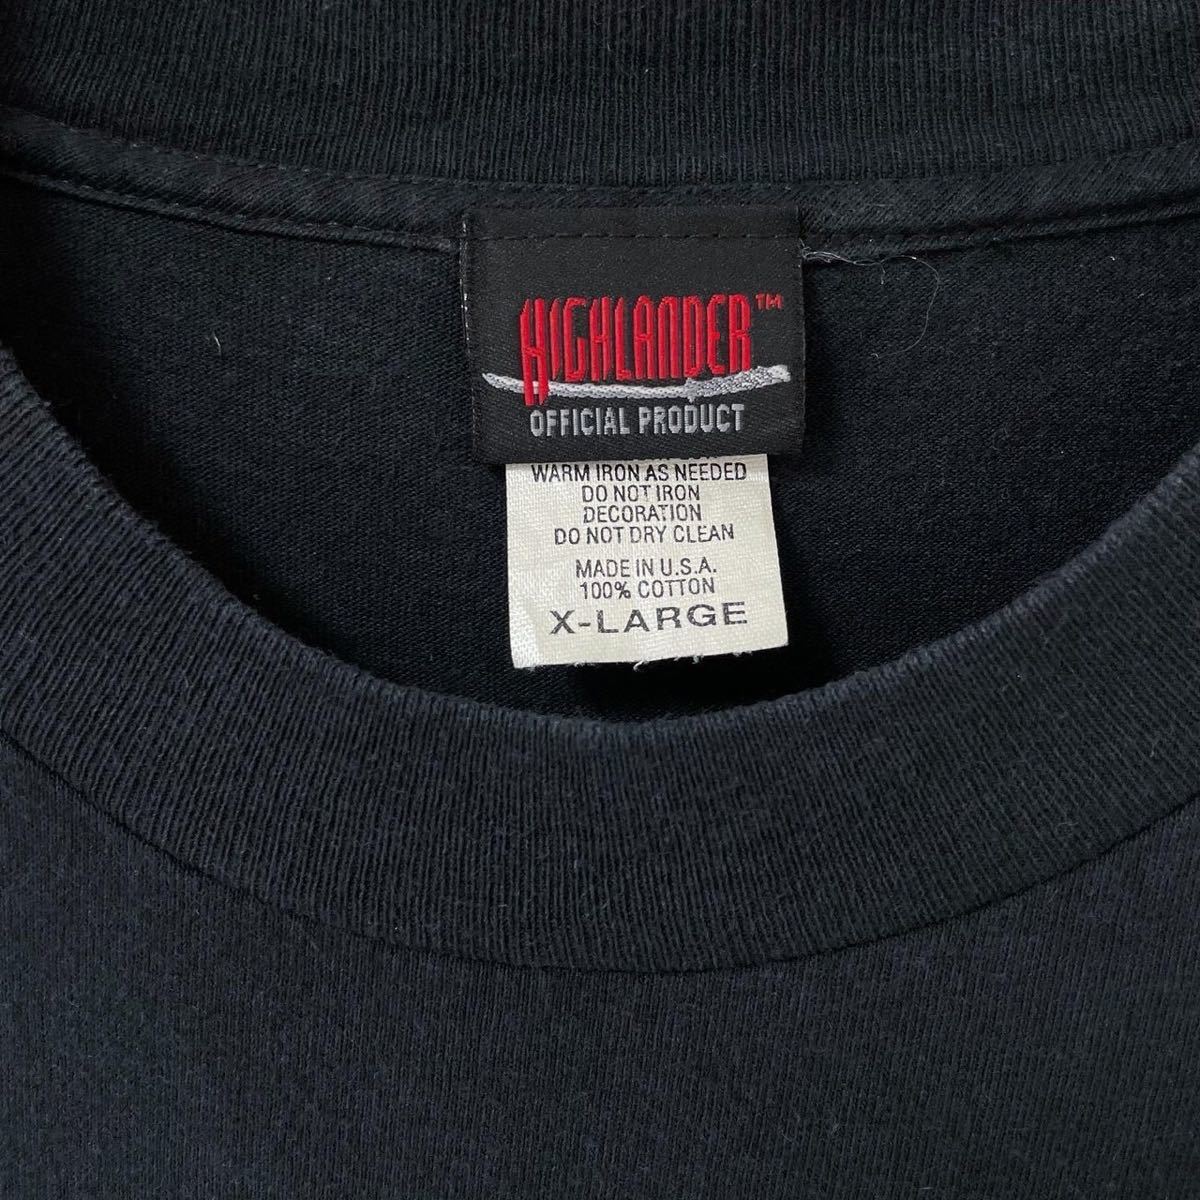 HIGHLANDER™
OFFICIAL PRODUCT
WARM IRON AS NEEDED
DO NOT IRON
DECORATION
DO NOT DRY CLEAN
MADE IN U.S.A.
100% COTTON
X-LARGE